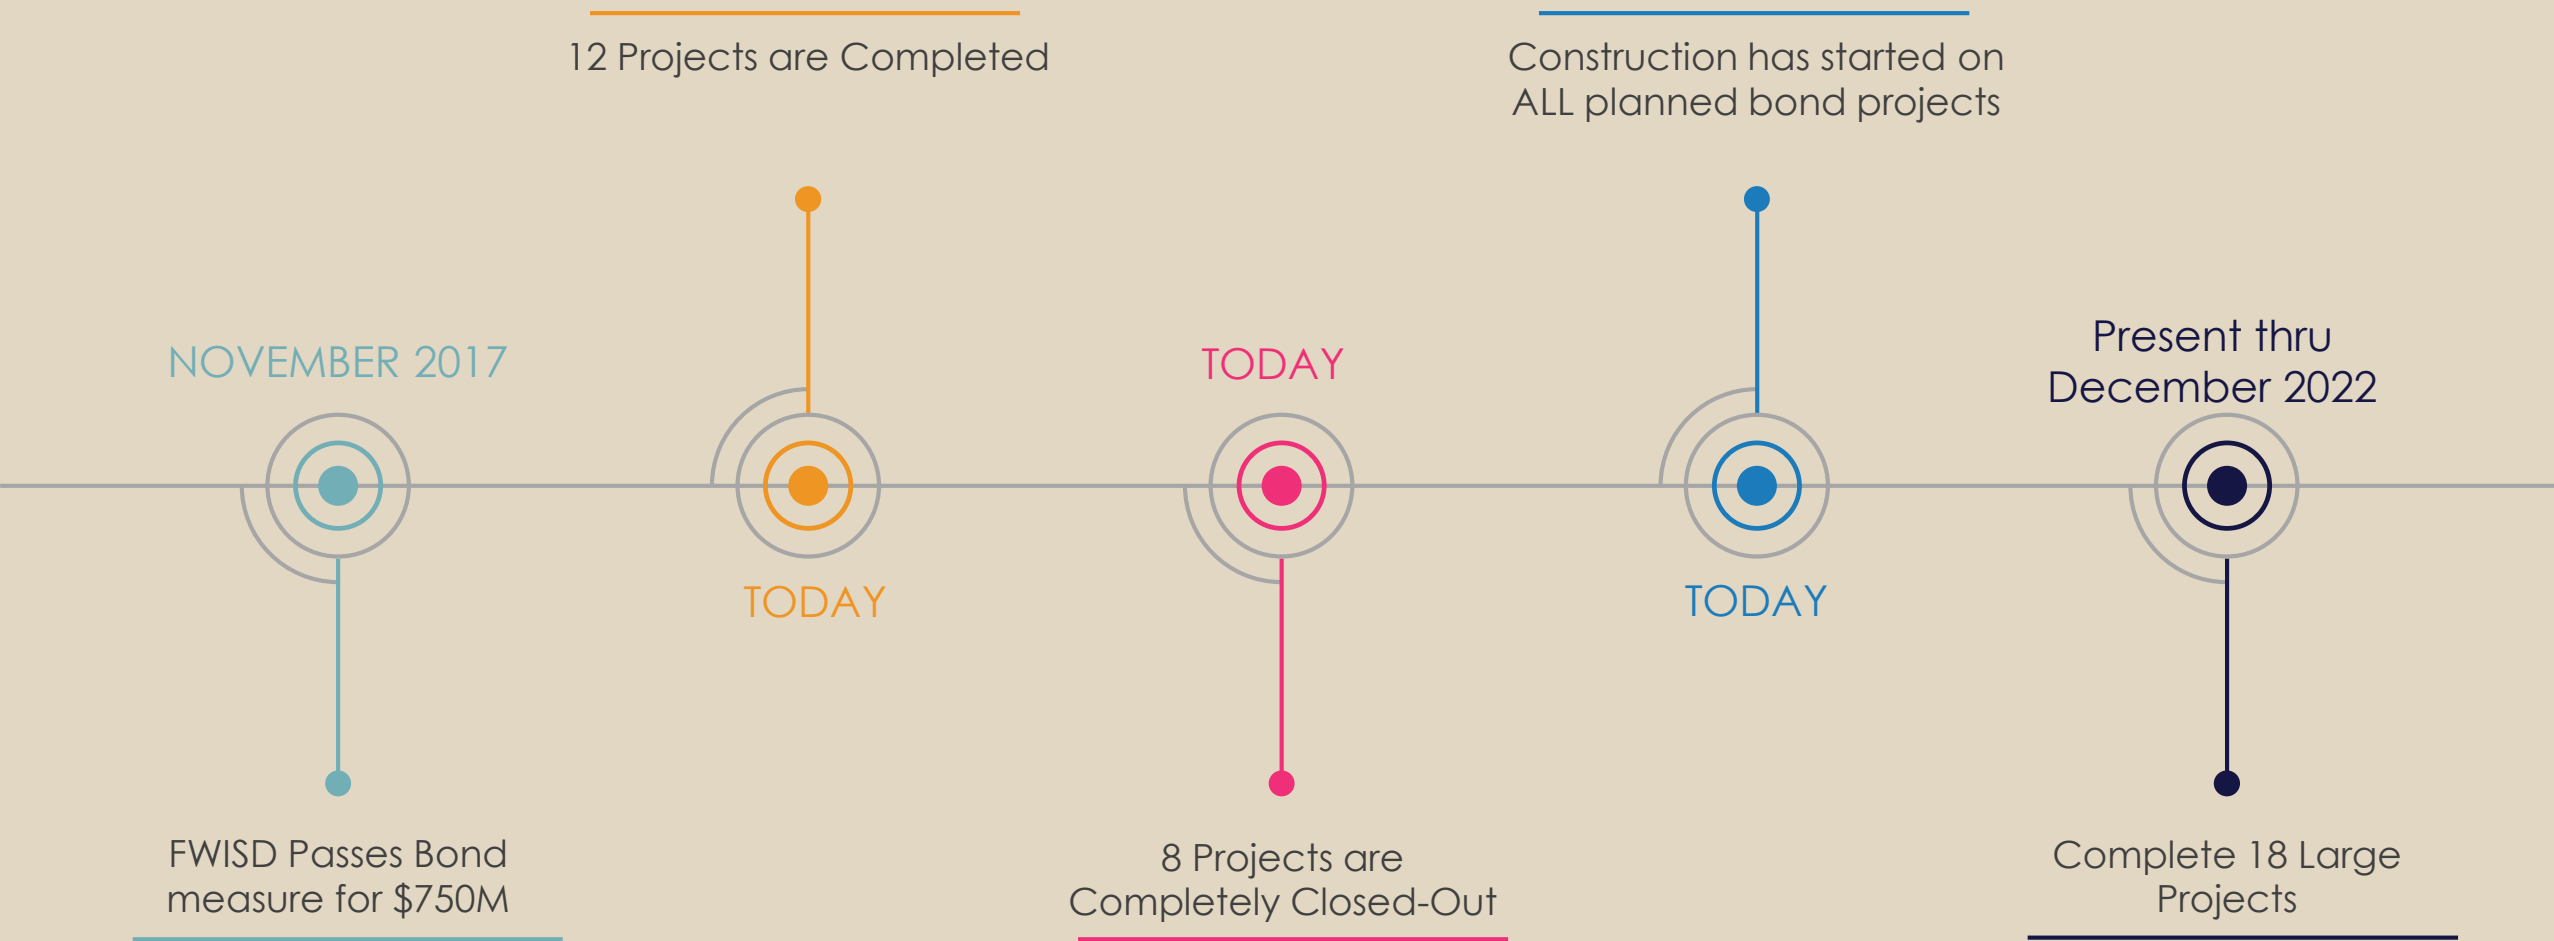 12 Projects are Completed
Construction has started on
ALL planned bond projects
NOVEMBER 2017
TODAY
Present thru
December 2022
TODAY
TODAY
FWISD Passes Bond
measure for $750M
8 Projects are
Completely Closed-Out
Complete 18 Large
Projects